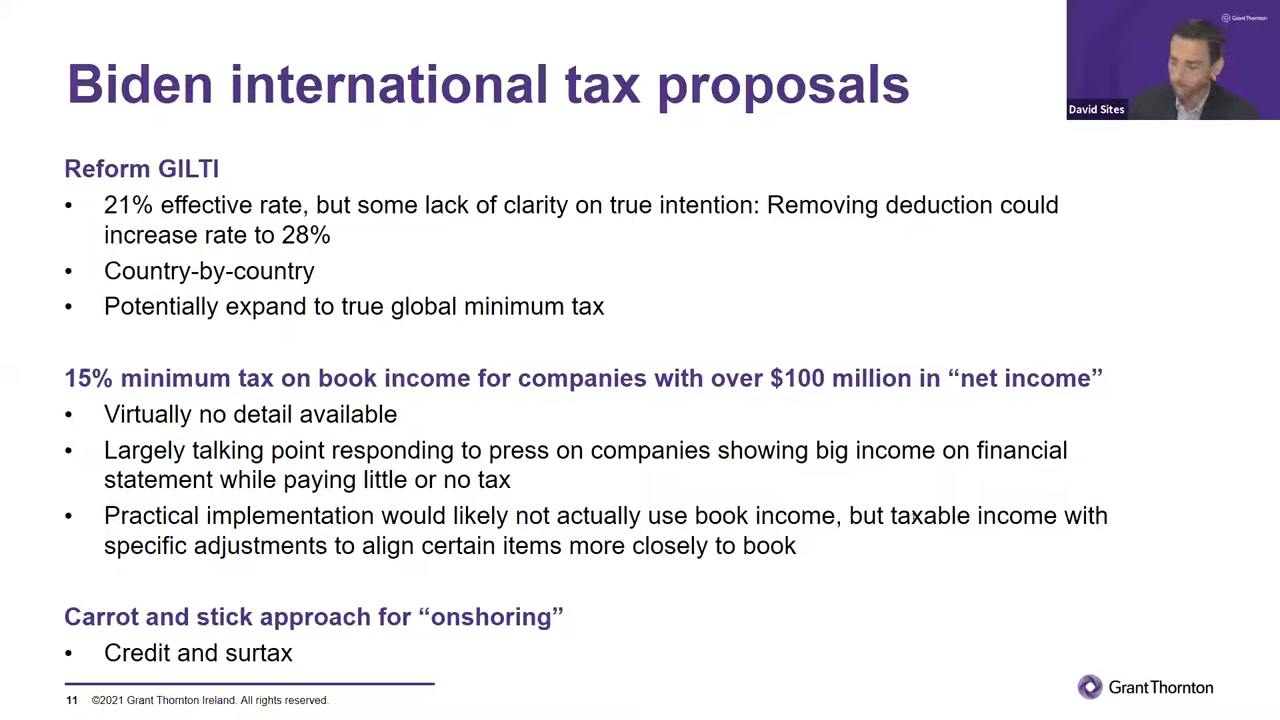 GrantThornton
Biden international tax proposals
David Sites
Reform GILTI
• 21% effective rate, but some lack of clarity on true intention: Removing deduction could
increase rate to 28%
• Country-by-country
• Potentially expand to true global minimum tax
15% minimum tax on book income for companies with over $100 million in “net income”
• Virtually no detail available
• Largely talking point responding to press on companies showing big income on financial
statement while paying little or no tax
• Practical implementation would likely not actually use book income, but taxable income with
specific adjustments to align certain items more closely to book
Carrot and stick approach for “onshoring”
• Credit and surtax
11 ©2021 Grant Thornton Ireland. All rights reserved.
GrantThornton